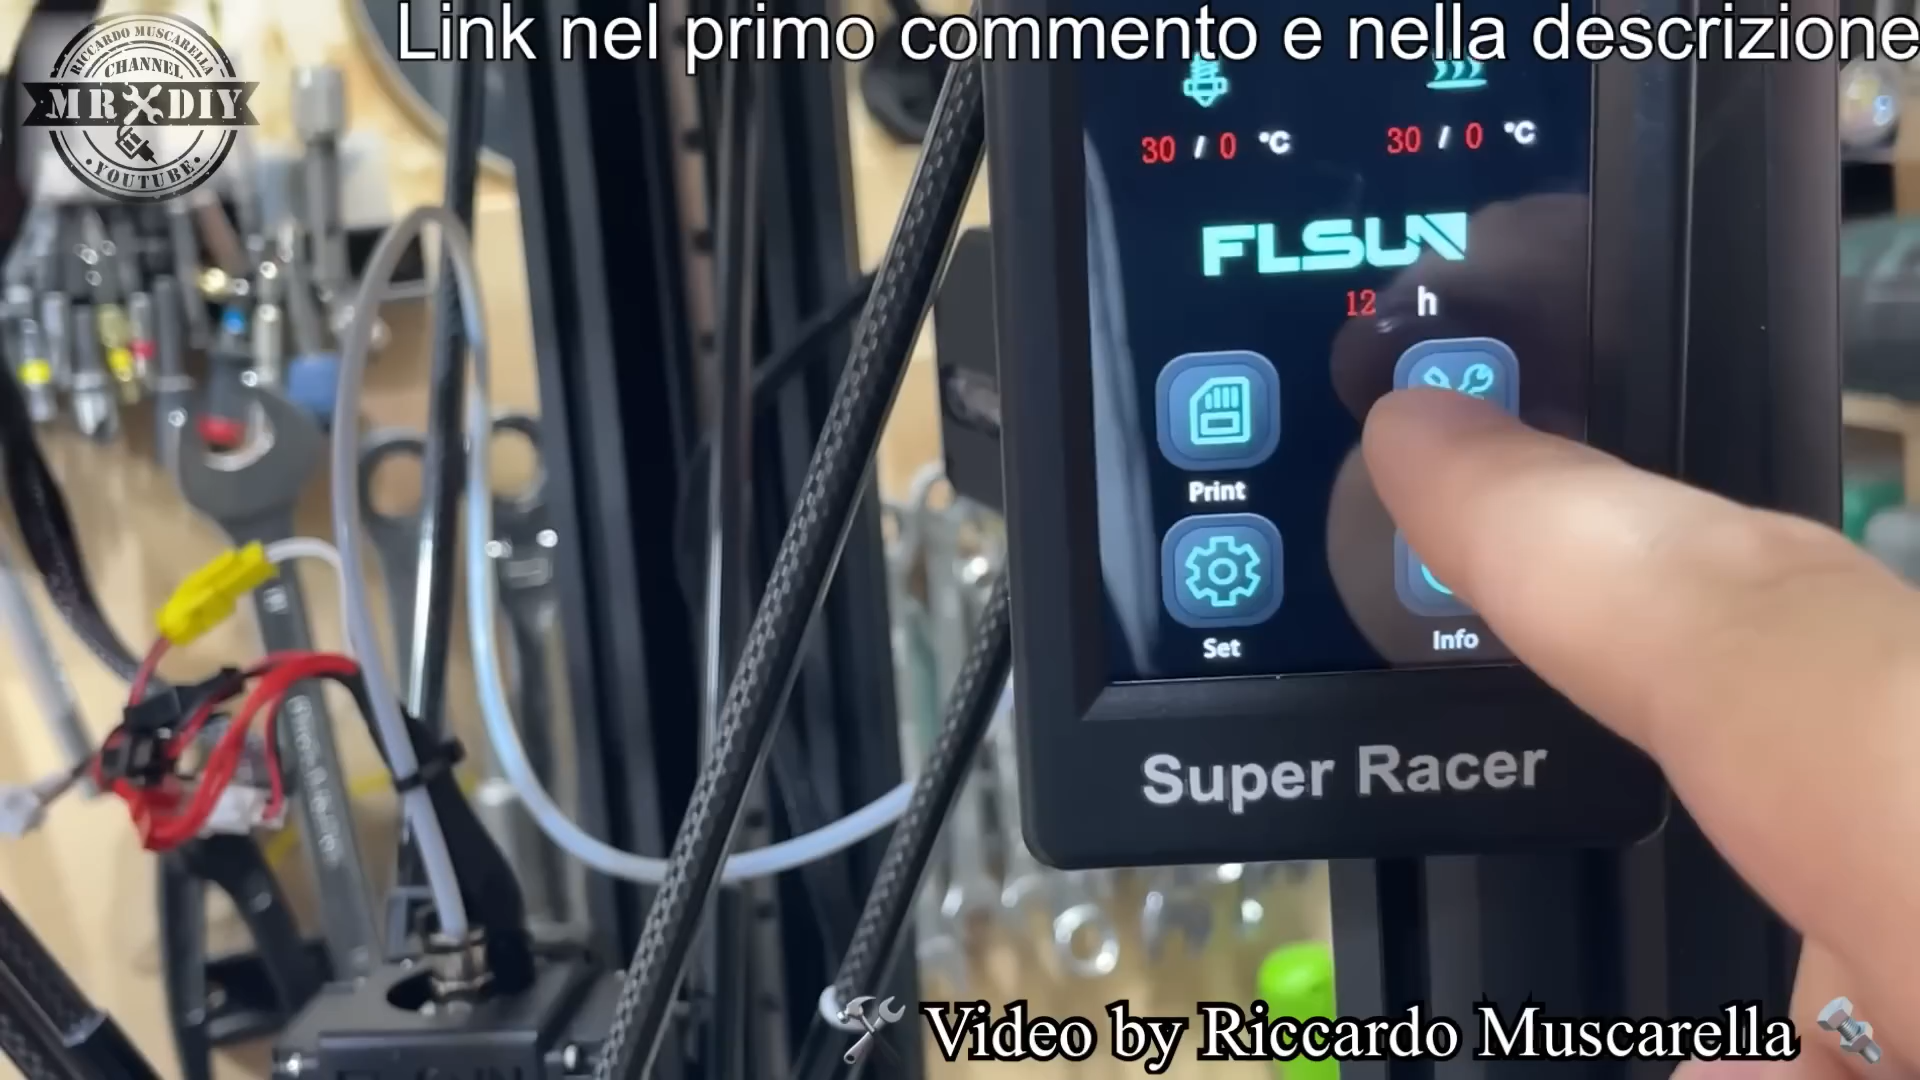 Link nel primo commento e nella descrizione
RICCARDO MUSCARELLA
CHANNEL
MR DIY
YOUTUBE
30 / 0 °C
30 / 0 °C
FLSUN
12 h
Print
Set
Info
Super Racer
Video by Riccardo Muscarella